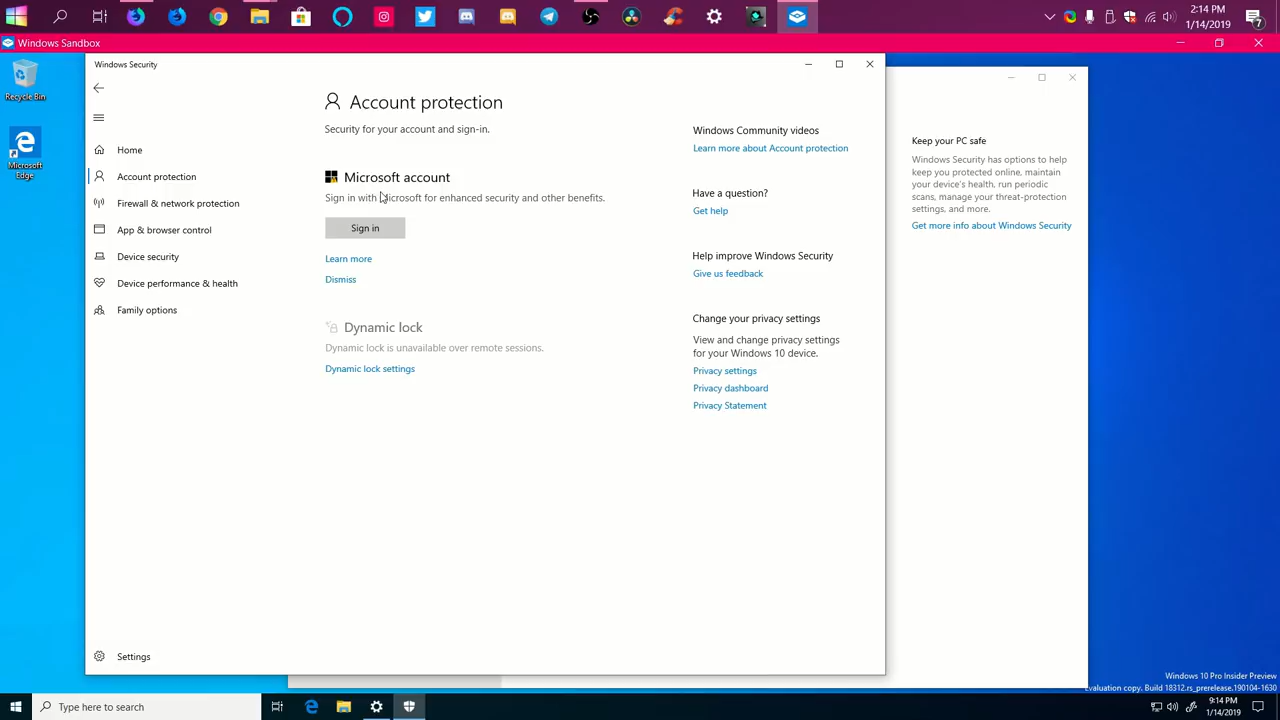 2:14 PM
1/14/2019
7
Windows Sandbox
Recycle Bin
Microsoft
Edge
Windows Security
Home
Account protection
Firewall & network protection
App & browser control
Device security
Device performance & health
Family options
Settings
Account protection
Security for your account and sign-in.
Microsoft account
Sign in with Microsoft for enhanced security and other benefits.
Sign in
Learn more
Dismiss
Dynamic lock
Dynamic lock is unavailable over remote sessions.
Dynamic lock settings
Windows Community videos
Learn more about Account protection
Have a question?
Get help
Help improve Windows Security
Give us feedback
Change your privacy settings
View and change privacy settings
for your Windows 10 device.
Privacy settings
Privacy dashboard
Privacy Statement
Keep your PC safe
Windows Security has options to help
keep you protected online, maintain
your device's health, run periodic
scans, manage your threat-protection
settings, and more.
Get more info about Windows Security
Windows 10 Pro Insider Preview
Evaluation copy. Build 18312.rs_prerelease.190104-1630
Type here to search
9:14 PM
1/14/2019